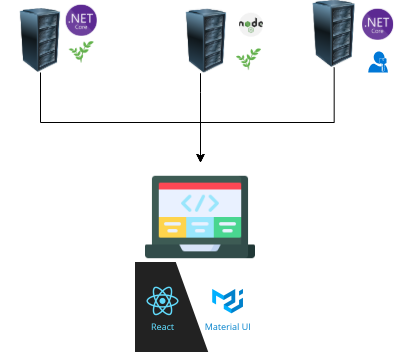 .NET
Core
node
.NET
Core
</>
React
Material UI